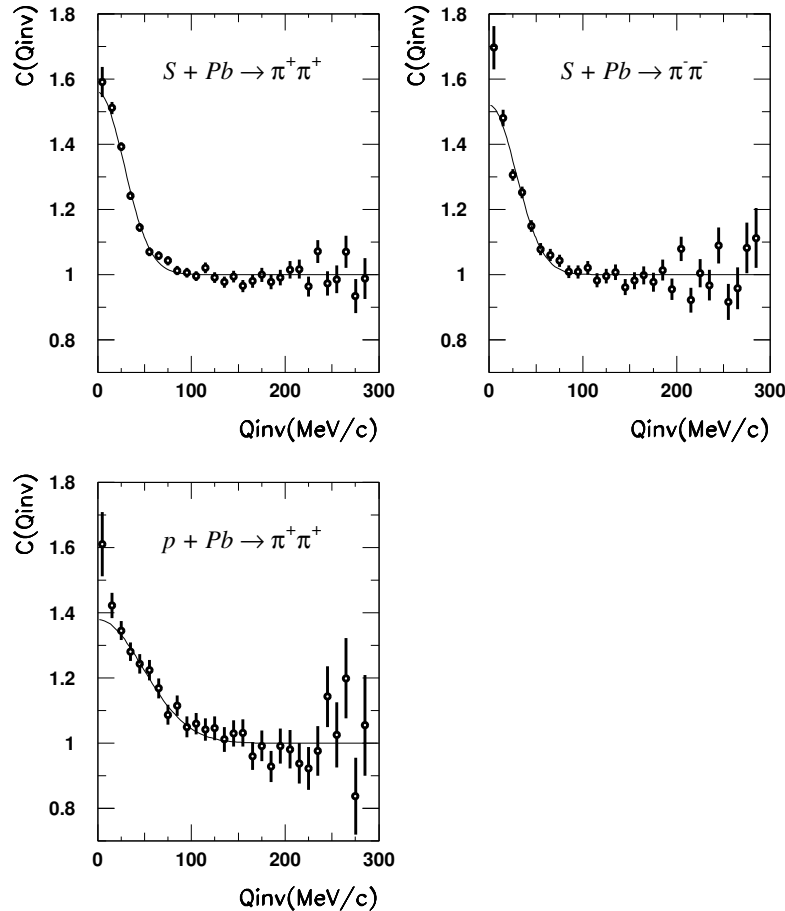 C(Qinv)
1.8
1.6
1.4
1.2
1
0.8
S + Pb → π⁺π⁺
0 100 200 300
Qinv(MeV/c)
C(Qinv)
1.8
1.6
1.4
1.2
1
0.8
S + Pb → π⁻π⁻
0 100 200 300
Qinv(MeV/c)
C(Qinv)
1.8
1.6
1.4
1.2
1
0.8
p + Pb → π⁺π⁺
0 100 200 300
Qinv(MeV/c)